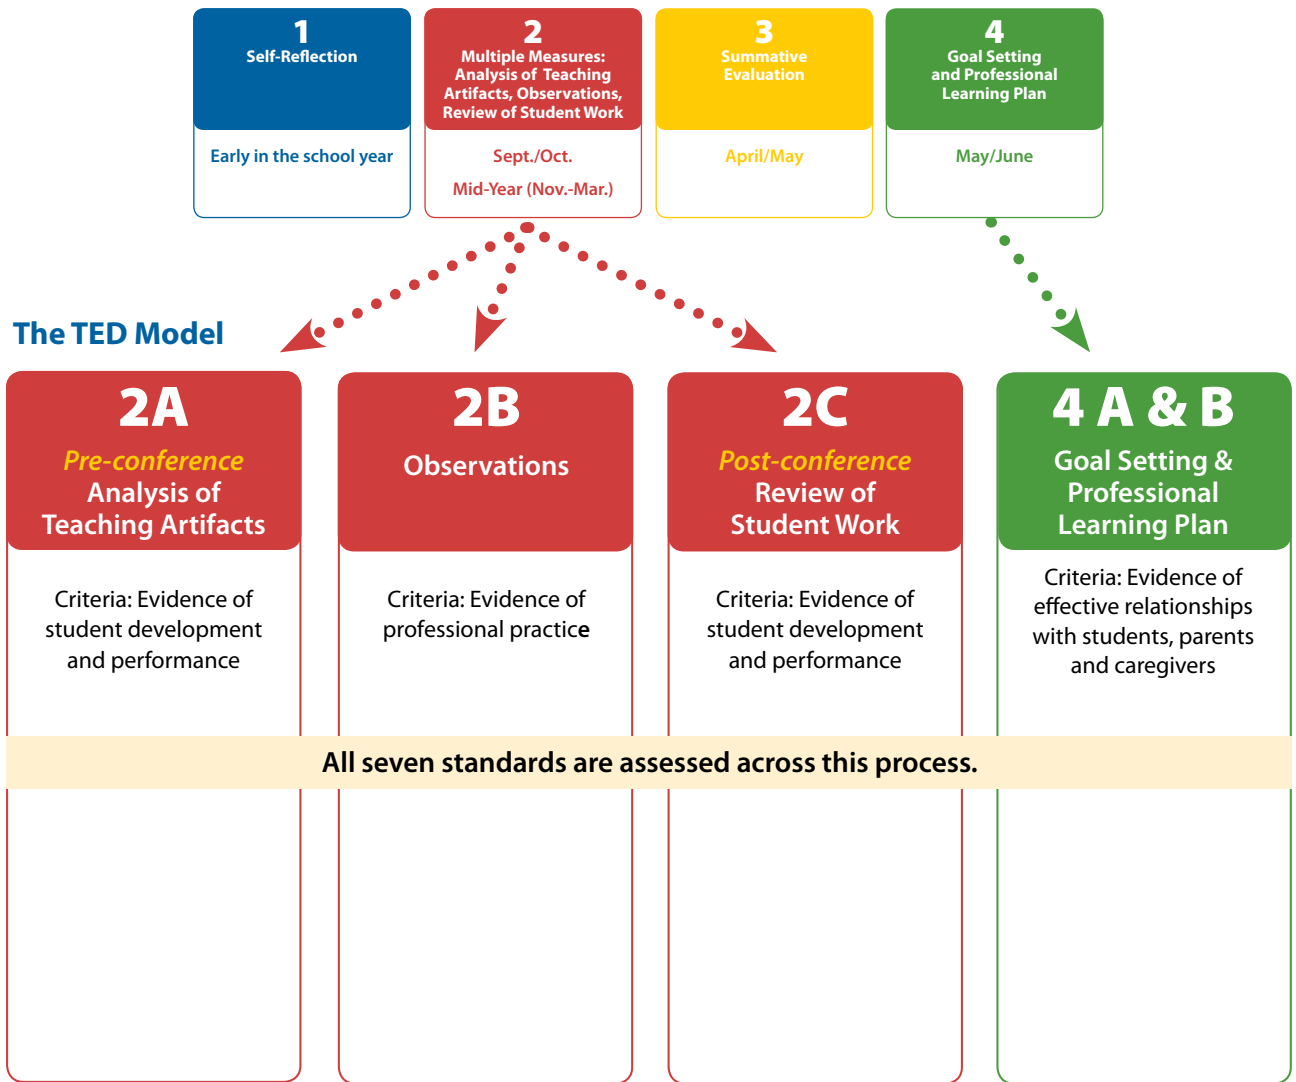 1
Self-Reflection
Early in the school year
2
Multiple Measures:
Analysis of Teaching
Artifacts, Observations,
Review of Student Work
Sept./Oct.
Mid-Year (Nov.-Mar.)
3
Summative
Evaluation
April/May
4
Goal Setting
and Professional
Learning Plan
May/June
The TED Model
2A
Pre-conference
Analysis of
Teaching Artifacts
Criteria: Evidence of
student development
and performance
2B
Observations
Criteria: Evidence of
professional practice
2C
Post-conference
Review of
Student Work
Criteria: Evidence of
student development
and performance
4 A & B
Goal Setting &
Professional
Learning Plan
Criteria: Evidence of
effective relationships
with students, parents
and caregivers
All seven standards are assessed across this process.